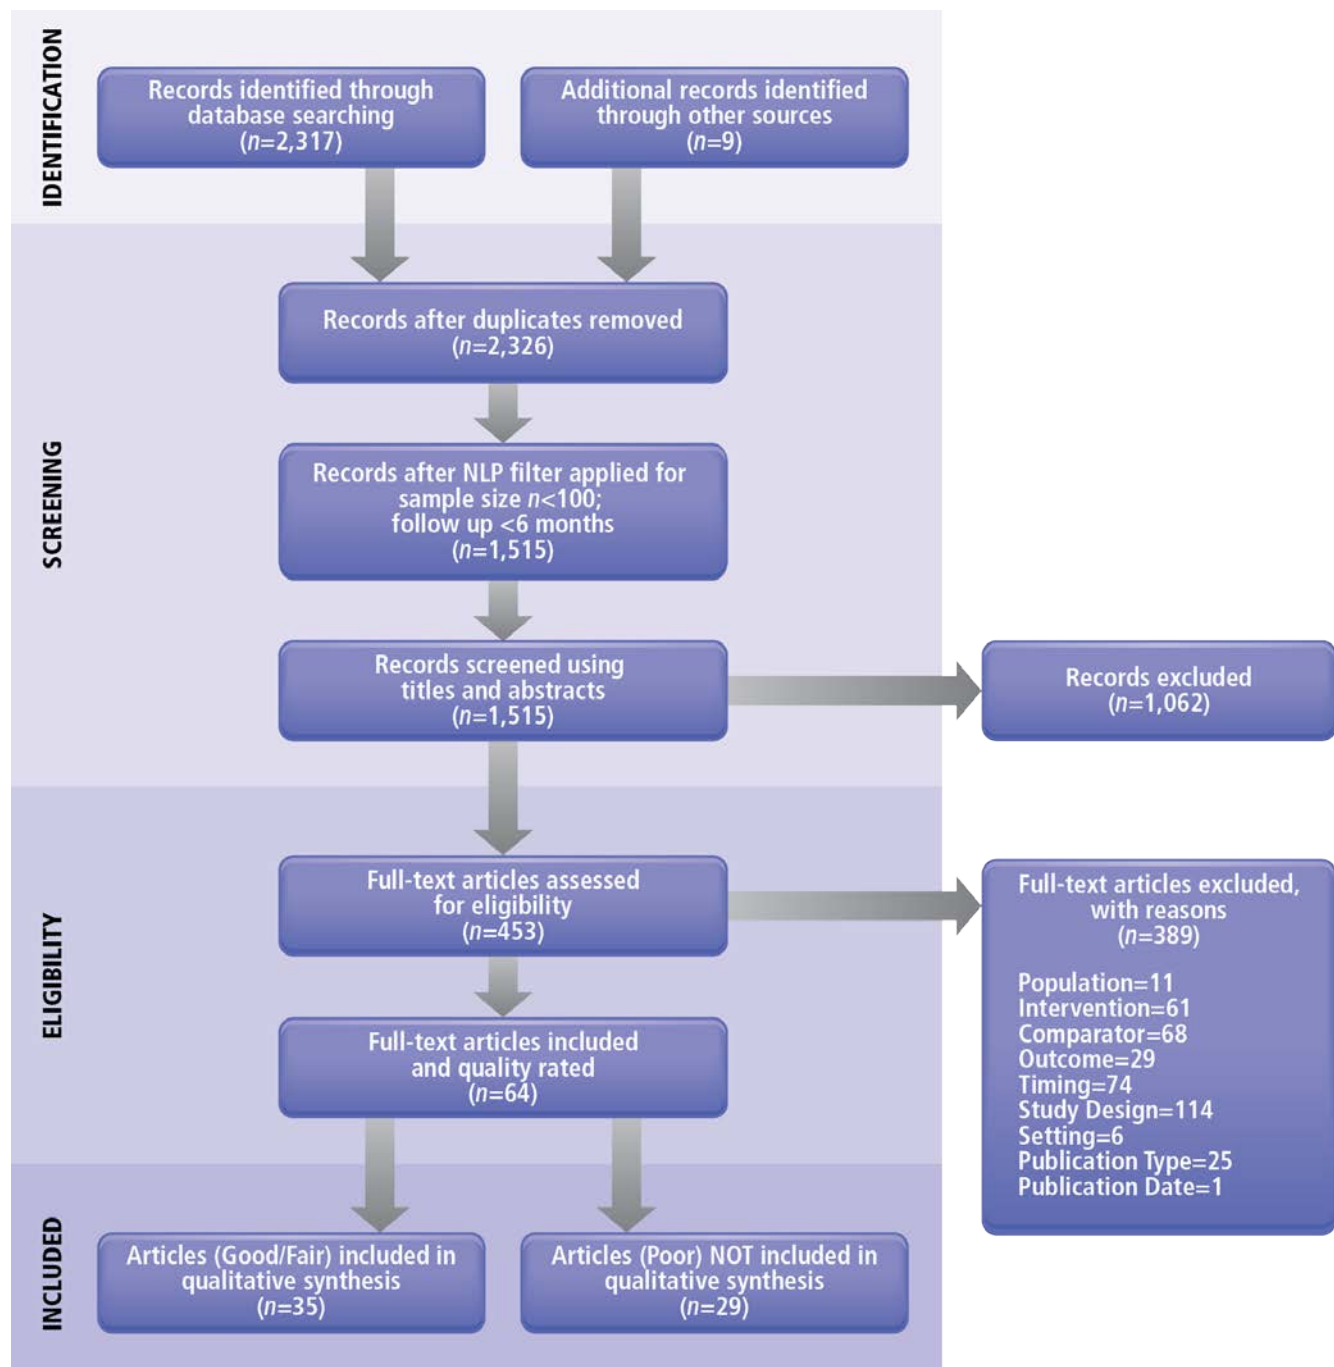 IDENTIFICATION
Records identified through
database searching
(n=2,317)
Additional records identified
through other sources
(n=9)
SCREENING
Records after duplicates removed
(n=2,326)
Records after NLP filter applied for
sample size n<100;
follow up <6 months
(n=1,515)
Records screened using
titles and abstracts
(n=1,515)
Records excluded
(n=1,062)
ELIGIBILITY
Full-text articles assessed
for eligibility
(n=453)
Full-text articles excluded,
with reasons
(n=389)
Population=11
Intervention=61
Comparator=68
Outcome=29
Timing=74
Study Design=114
Setting=6
Publication Type=25
Publication Date=1
Full-text articles included
and quality rated
(n=64)
INCLUDED
Articles (Good/Fair) included in
qualitative synthesis
(n=35)
Articles (Poor) NOT included in
qualitative synthesis
(n=29)